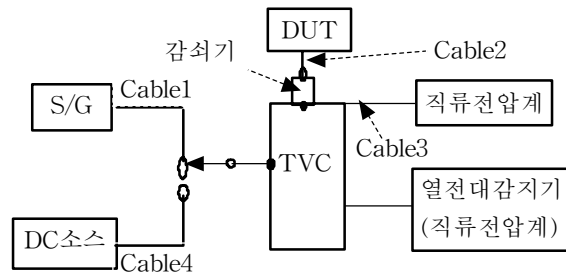 DUT
감쇠기
Cable2
Cable1
S/G
직류전압계
TVC
Cable3
열전대감지기
(직류전압계)
DC소스
Cable4